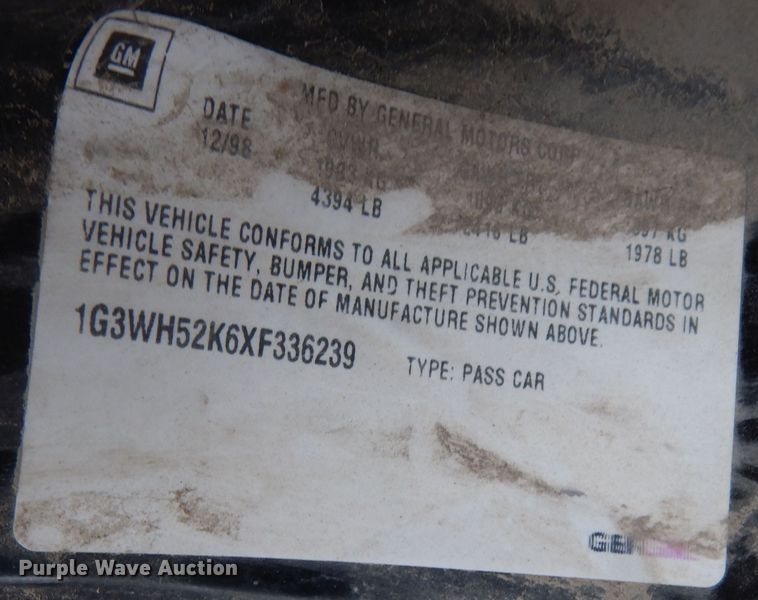 GM
MFD BY GENERAL MOTORS CORP
DATE GVWR
12/98
4394 LB 2416 LB 1978 LB
THIS VEHICLE CONFORMS TO ALL APPLICABLE U.S. FEDERAL MOTOR
VEHICLE SAFETY, BUMPER, AND THEFT PREVENTION STANDARDS IN
EFFECT ON THE DATE OF MANUFACTURE SHOWN ABOVE.
1G3WH52K6XF336239 TYPE: PASS CAR
Purple Wave Auction